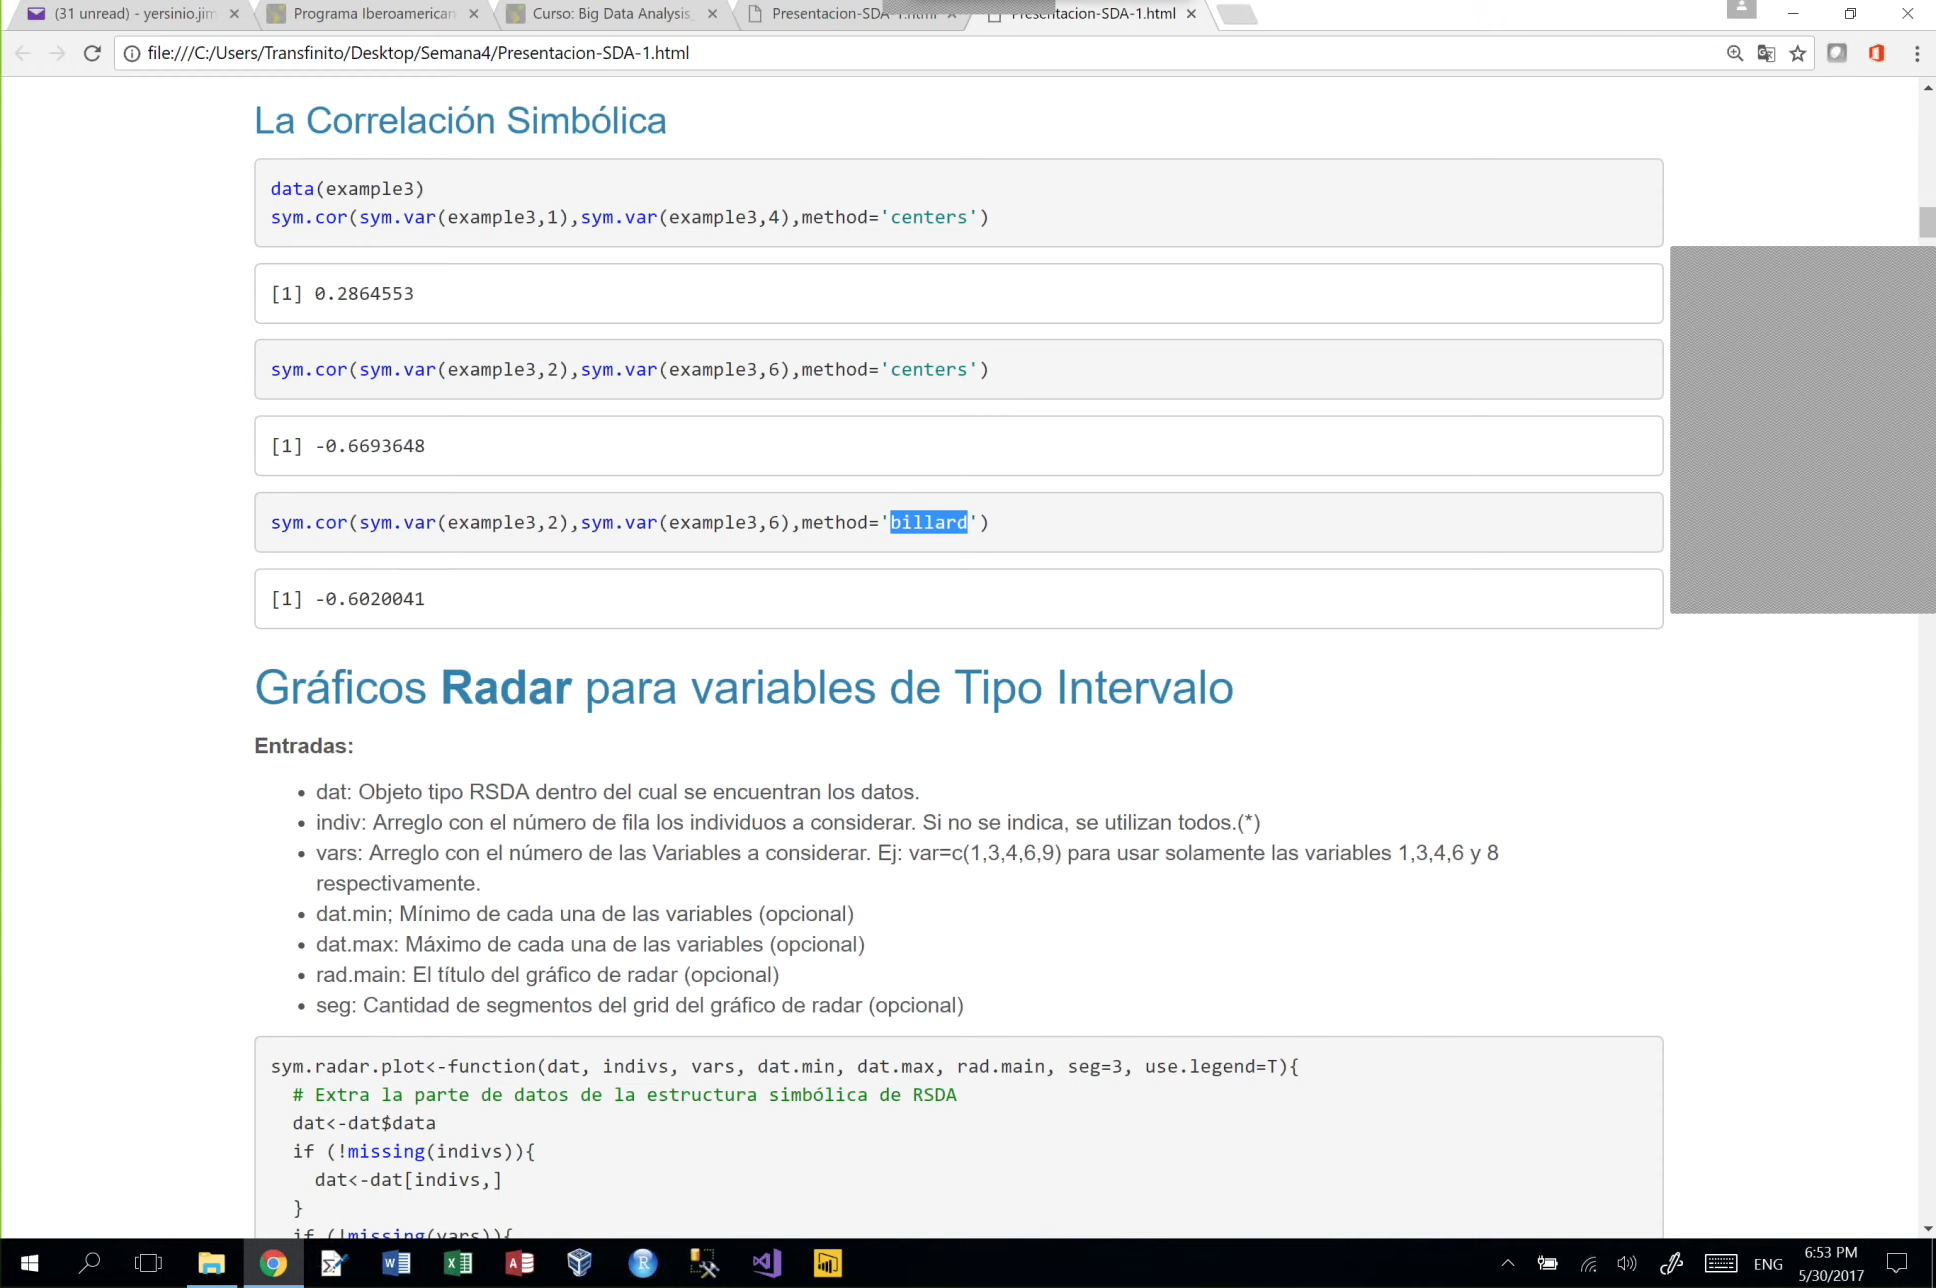 (31 unread) - yersinio.jim
Programa Iberoamerican
Curso: Big Data Analysis_
Presentacion-SDA-1.html
Presentacion-SDA-1.html
file:///C:/Users/Transfinito/Desktop/Semana4/Presentacion-SDA-1.html
La Correlación Simbólica
data(example3)
sym.cor(sym.var(example3,1),sym.var(example3,4),method='centers')
[1] 0.2864553
sym.cor(sym.var(example3,2),sym.var(example3,6),method='centers')
[1] -0.6693648
sym.cor(sym.var(example3,2),sym.var(example3,6),method='billard')
[1] -0.6020041
Gráficos Radar para variables de Tipo Intervalo
Entradas:
• dat: Objeto tipo RSDA dentro del cual se encuentran los datos.
• indiv: Arreglo con el número de fila los individuos a considerar. Si no se indica, se utilizan todos.(*)
• vars: Arreglo con el número de las Variables a considerar. Ej: var=c(1,3,4,6,9) para usar solamente las variables 1,3,4,6 y 8
respectivamente.
• dat.min; Mínimo de cada una de las variables (opcional)
• dat.max: Máximo de cada una de las variables (opcional)
• rad.main: El título del gráfico de radar (opcional)
• seg: Cantidad de segmentos del grid del gráfico de radar (opcional)
sym.radar.plot<-function(dat, indivs, vars, dat.min, dat.max, rad.main, seg=3, use.legend=T){
# Extra la parte de datos de la estructura simbólica de RSDA
dat<-dat$data
if (!missing(indivs)){
dat<-dat[indivs,]
}
if (!missing(vars)){
ENG
6:53 PM
5/30/2017